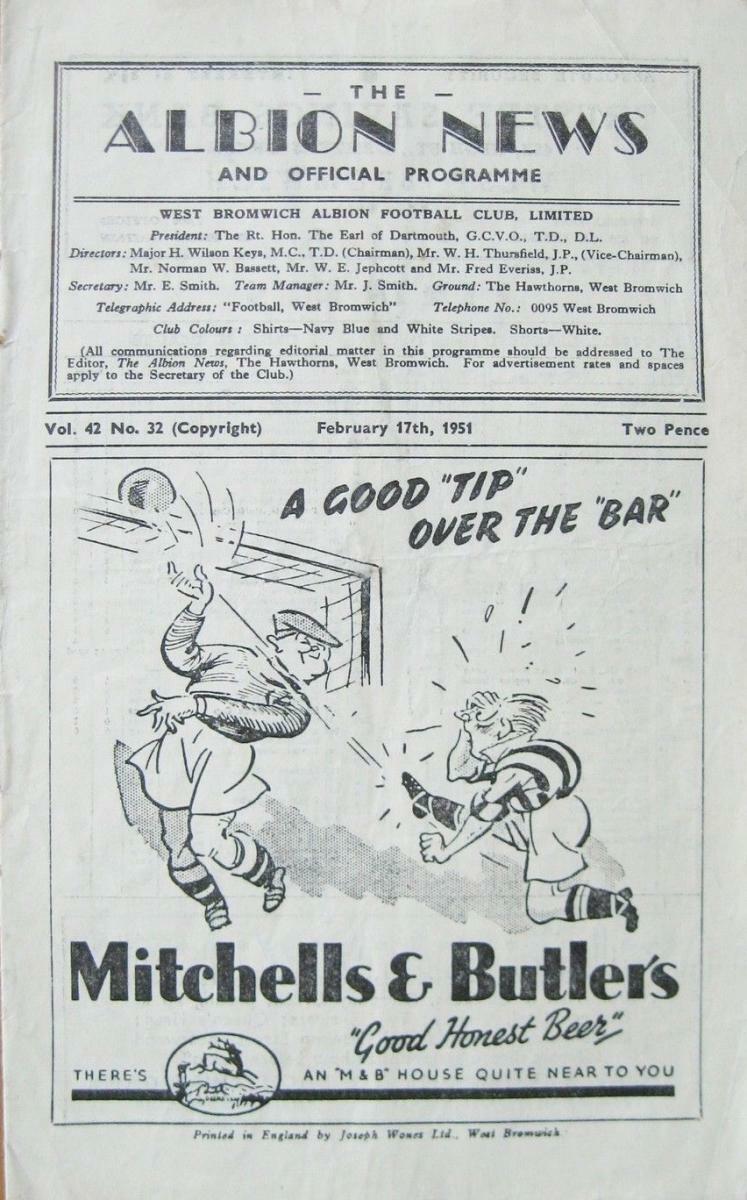 – THE –
ALBION NEWS
AND OFFICIAL PROGRAMME
WEST BROMWICH ALBION FOOTBALL CLUB, LIMITED
President: The Rt. Hon. The Earl of Dartmouth, G.C.V.O., T.D., D.L.
Directors: Major H. Wilson Keys, M.C., T.D. (Chairman), Mr. W. H. Thursfield, J.P., (Vice-Chairman),
Mr. Norman W. Bassett, Mr. W. E. Jephcott and Mr. Fred Everiss, J.P.
Secretary: Mr. E. Smith. Team Manager: Mr. J. Smith. Ground: The Hawthorns, West Bromwich
Telegraphic Address: "Football, West Bromwich" Telephone No.: 0095 West Bromwich
Club Colours: Shirts—Navy Blue and White Stripes. Shorts—White.
(All communications regarding editorial matter in this programme should be addressed to The
Editor, The Albion News, The Hawthorns, West Bromwich. For advertisement rates and spaces
apply to the Secretary of the Club.)
Vol. 42 No. 32 (Copyright) February 17th, 1951 Two Pence
A GOOD "TIP"
OVER THE "BAR"
Mitchells & Butler's
"Good Honest Beer"
THERE'S AN "M & B" HOUSE QUITE NEAR TO YOU
Printed in England by Joseph Wones Ltd., West Bromwich